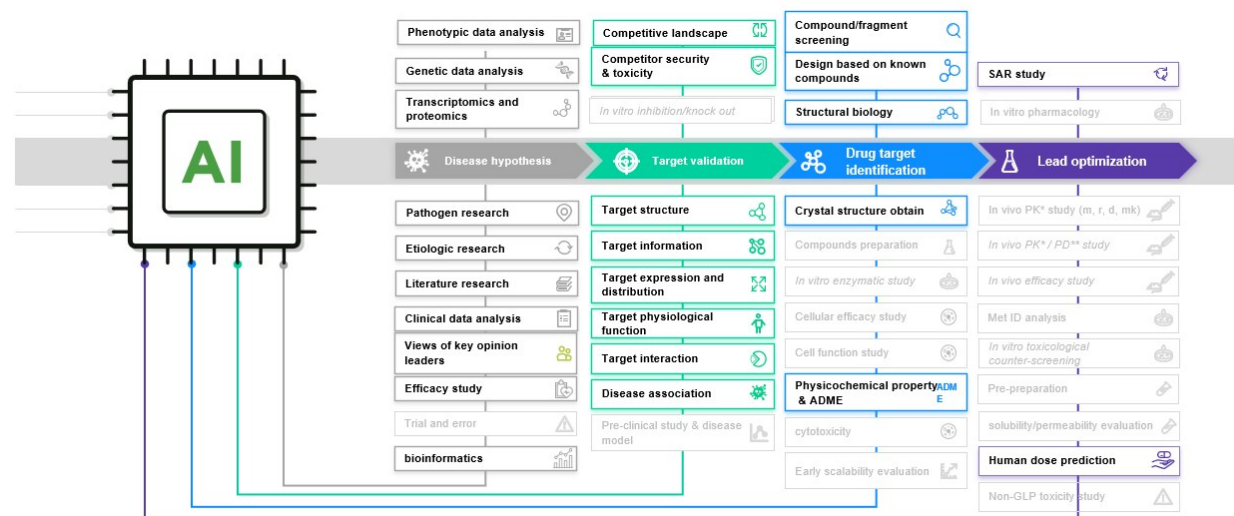 AI
Phenotypic data analysis
Genetic data analysis
Transcriptomics and
proteomics
Disease hypothesis
Pathogen research
Etiologic research
Literature research
Clinical data analysis
Views of key opinion
leaders
Efficacy study
Trial and error
bioinformatics
Competitive landscape
Competitor security
& toxicity
In vitro inhibition/knock out
Target validation
Target structure
Target information
Target expression and
distribution
Target physiological
function
Target interaction
Disease association
Pre-clinical study & disease
model
Compound/fragment
screening
Design based on known
compounds
Structural biology
Drug target
identification
Crystal structure obtain
Compounds preparation
In vitro enzymatic study
Cellular efficacy study
Cell function study
Physicochemical property
& ADME
ADM
E
cytotoxicity
Early scalability evaluation
SAR study
In vitro pharmacology
Lead optimization
In vivo PK* study (m, r, d, mk)
In vivo PK* / PD** study
In vivo efficacy study
Met ID analysis
In vitro toxicological
counter-screening
Pre-preparation
solubility/permeability evaluation
Human dose prediction
Non-GLP toxicity study